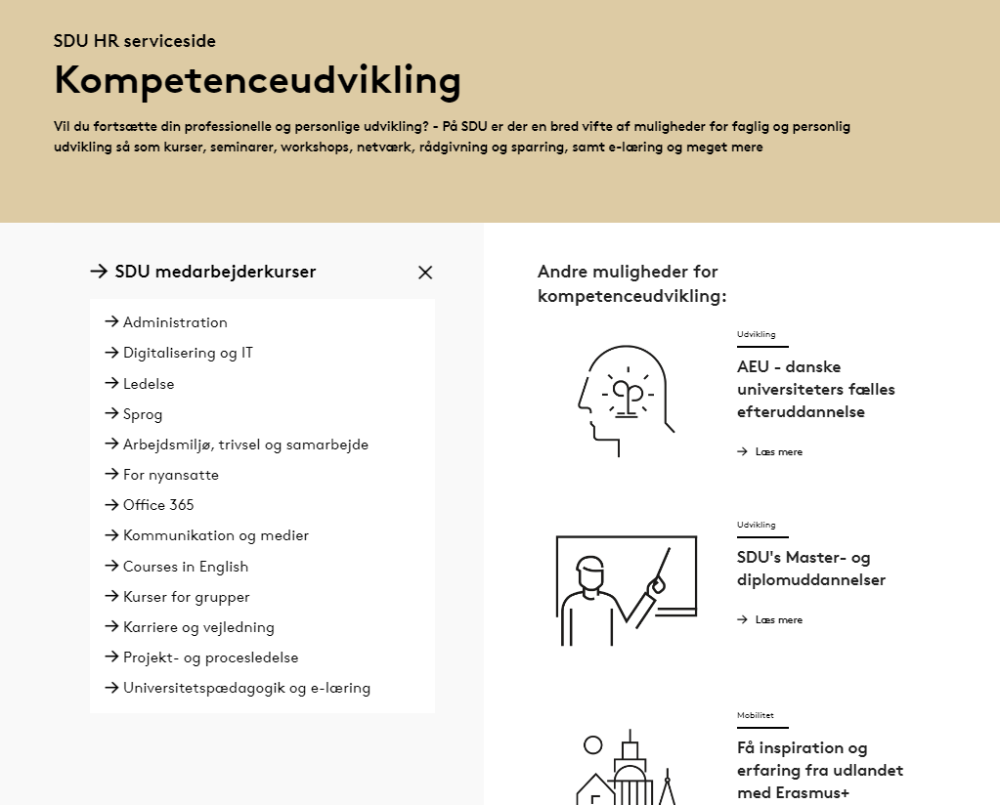 SDU HR serviceside
Kompetenceudvikling
Vil du fortsætte din professionelle og personlige udvikling? - På SDU er der en bred vifte af muligheder for faglig og personlig
udvikling så som kurser, seminarer, workshops, netværk, rådgivning og sparring, samt e-læring og meget mere
SDU medarbejderkurser
Administration
Digitalisering og IT
Ledelse
Sprog
Arbejdsmiljø, trivsel og samarbejde
For nyansatte
Office 365
Kommunikation og medier
Courses in English
Kurser for grupper
Karriere og vejledning
Projekt- og procesledelse
Universitetspædagogik og e-læring
Andre muligheder for
kompetenceudvikling:
Udvikling
AEU - danske
universiteters fælles
efteruddannelse
Læs mere
Udvikling
SDU's Master- og
diplomuddannelser
Læs mere
Mobilitet
Få inspiration og
erfaring fra udlandet
med Erasmus+